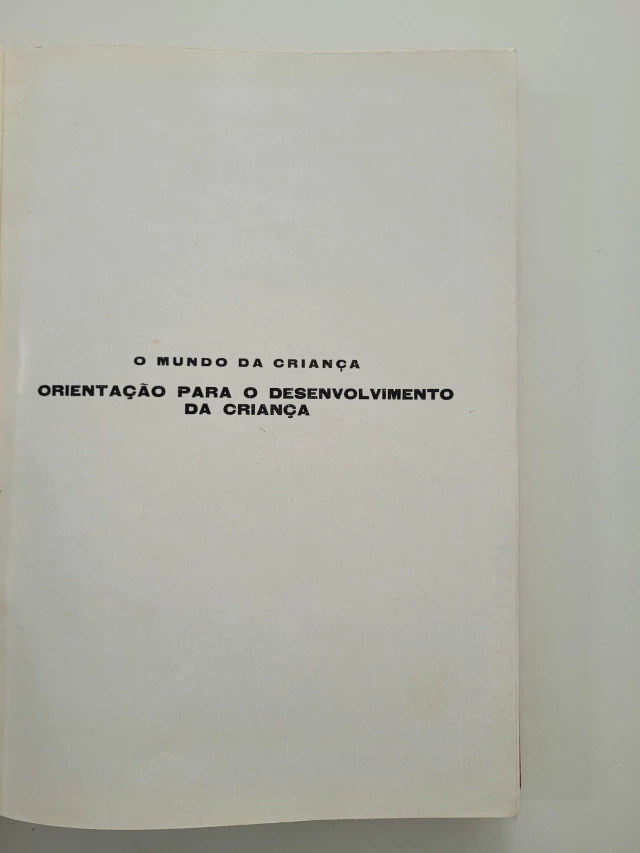 O MUNDO DA CRIANÇA
ORIENTAÇÃO PARA O DESENVOLVIMENTO
DA CRIANÇA